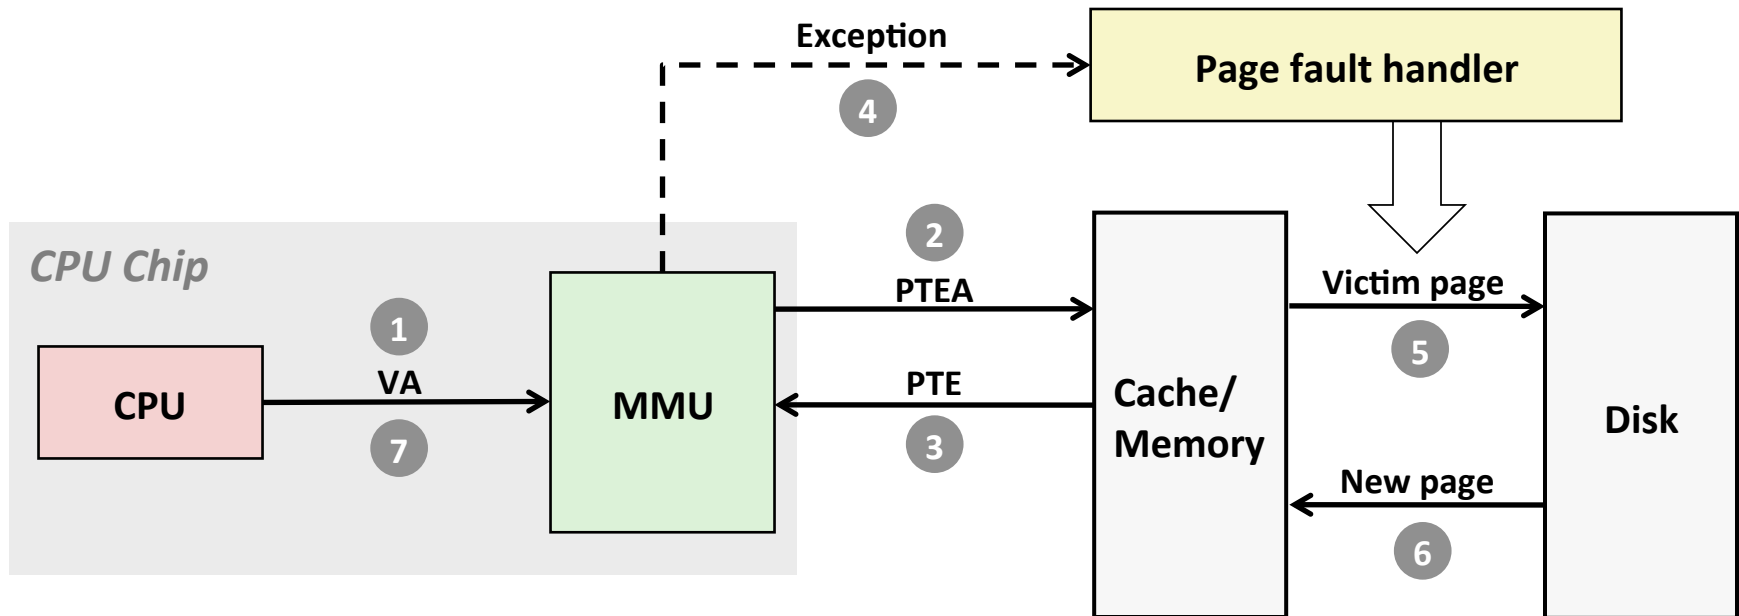 Exception
Page fault handler
4
2
CPU Chip
PTEA
Victim page
1
5
VA
PTE
CPU
MMU
Cache/
Memory
Disk
7
3
New page
6